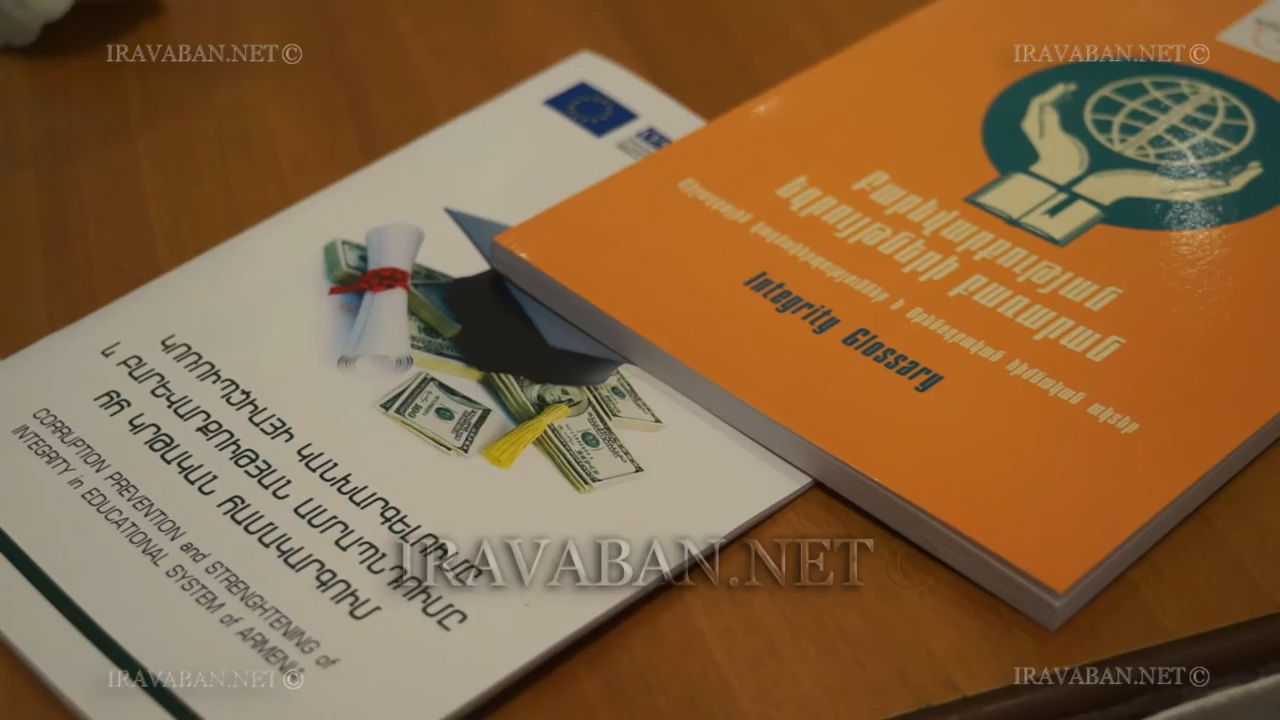 IRAVABAN.NET©
IRAVABAN.NET©
Բարեվարքության
եզրույթների բառարան
Integrity Glossary
ԿՈՌՈՒՊՑԻԱՅԻ ԿԱՆԽԱՐԳԵԼՈՒՄԸ
և ԲԱՐԵՎԱՐՔՈՒԹՅԱՆ ԱՄՐԱՊՆԴՈՒՄԸ
ՀՀ ԿՐԹԱԿԱՆ ՀԱՄԱԿԱՐԳՈՒՄ
CORRUPTION PREVENTION and STRENGHTENING of
INTEGRITY in EDUCATIONAL SYSTEM of ARMENIA
IRAVABAN.NET©
IRAVABAN.NET©
IRAVABAN.NET©